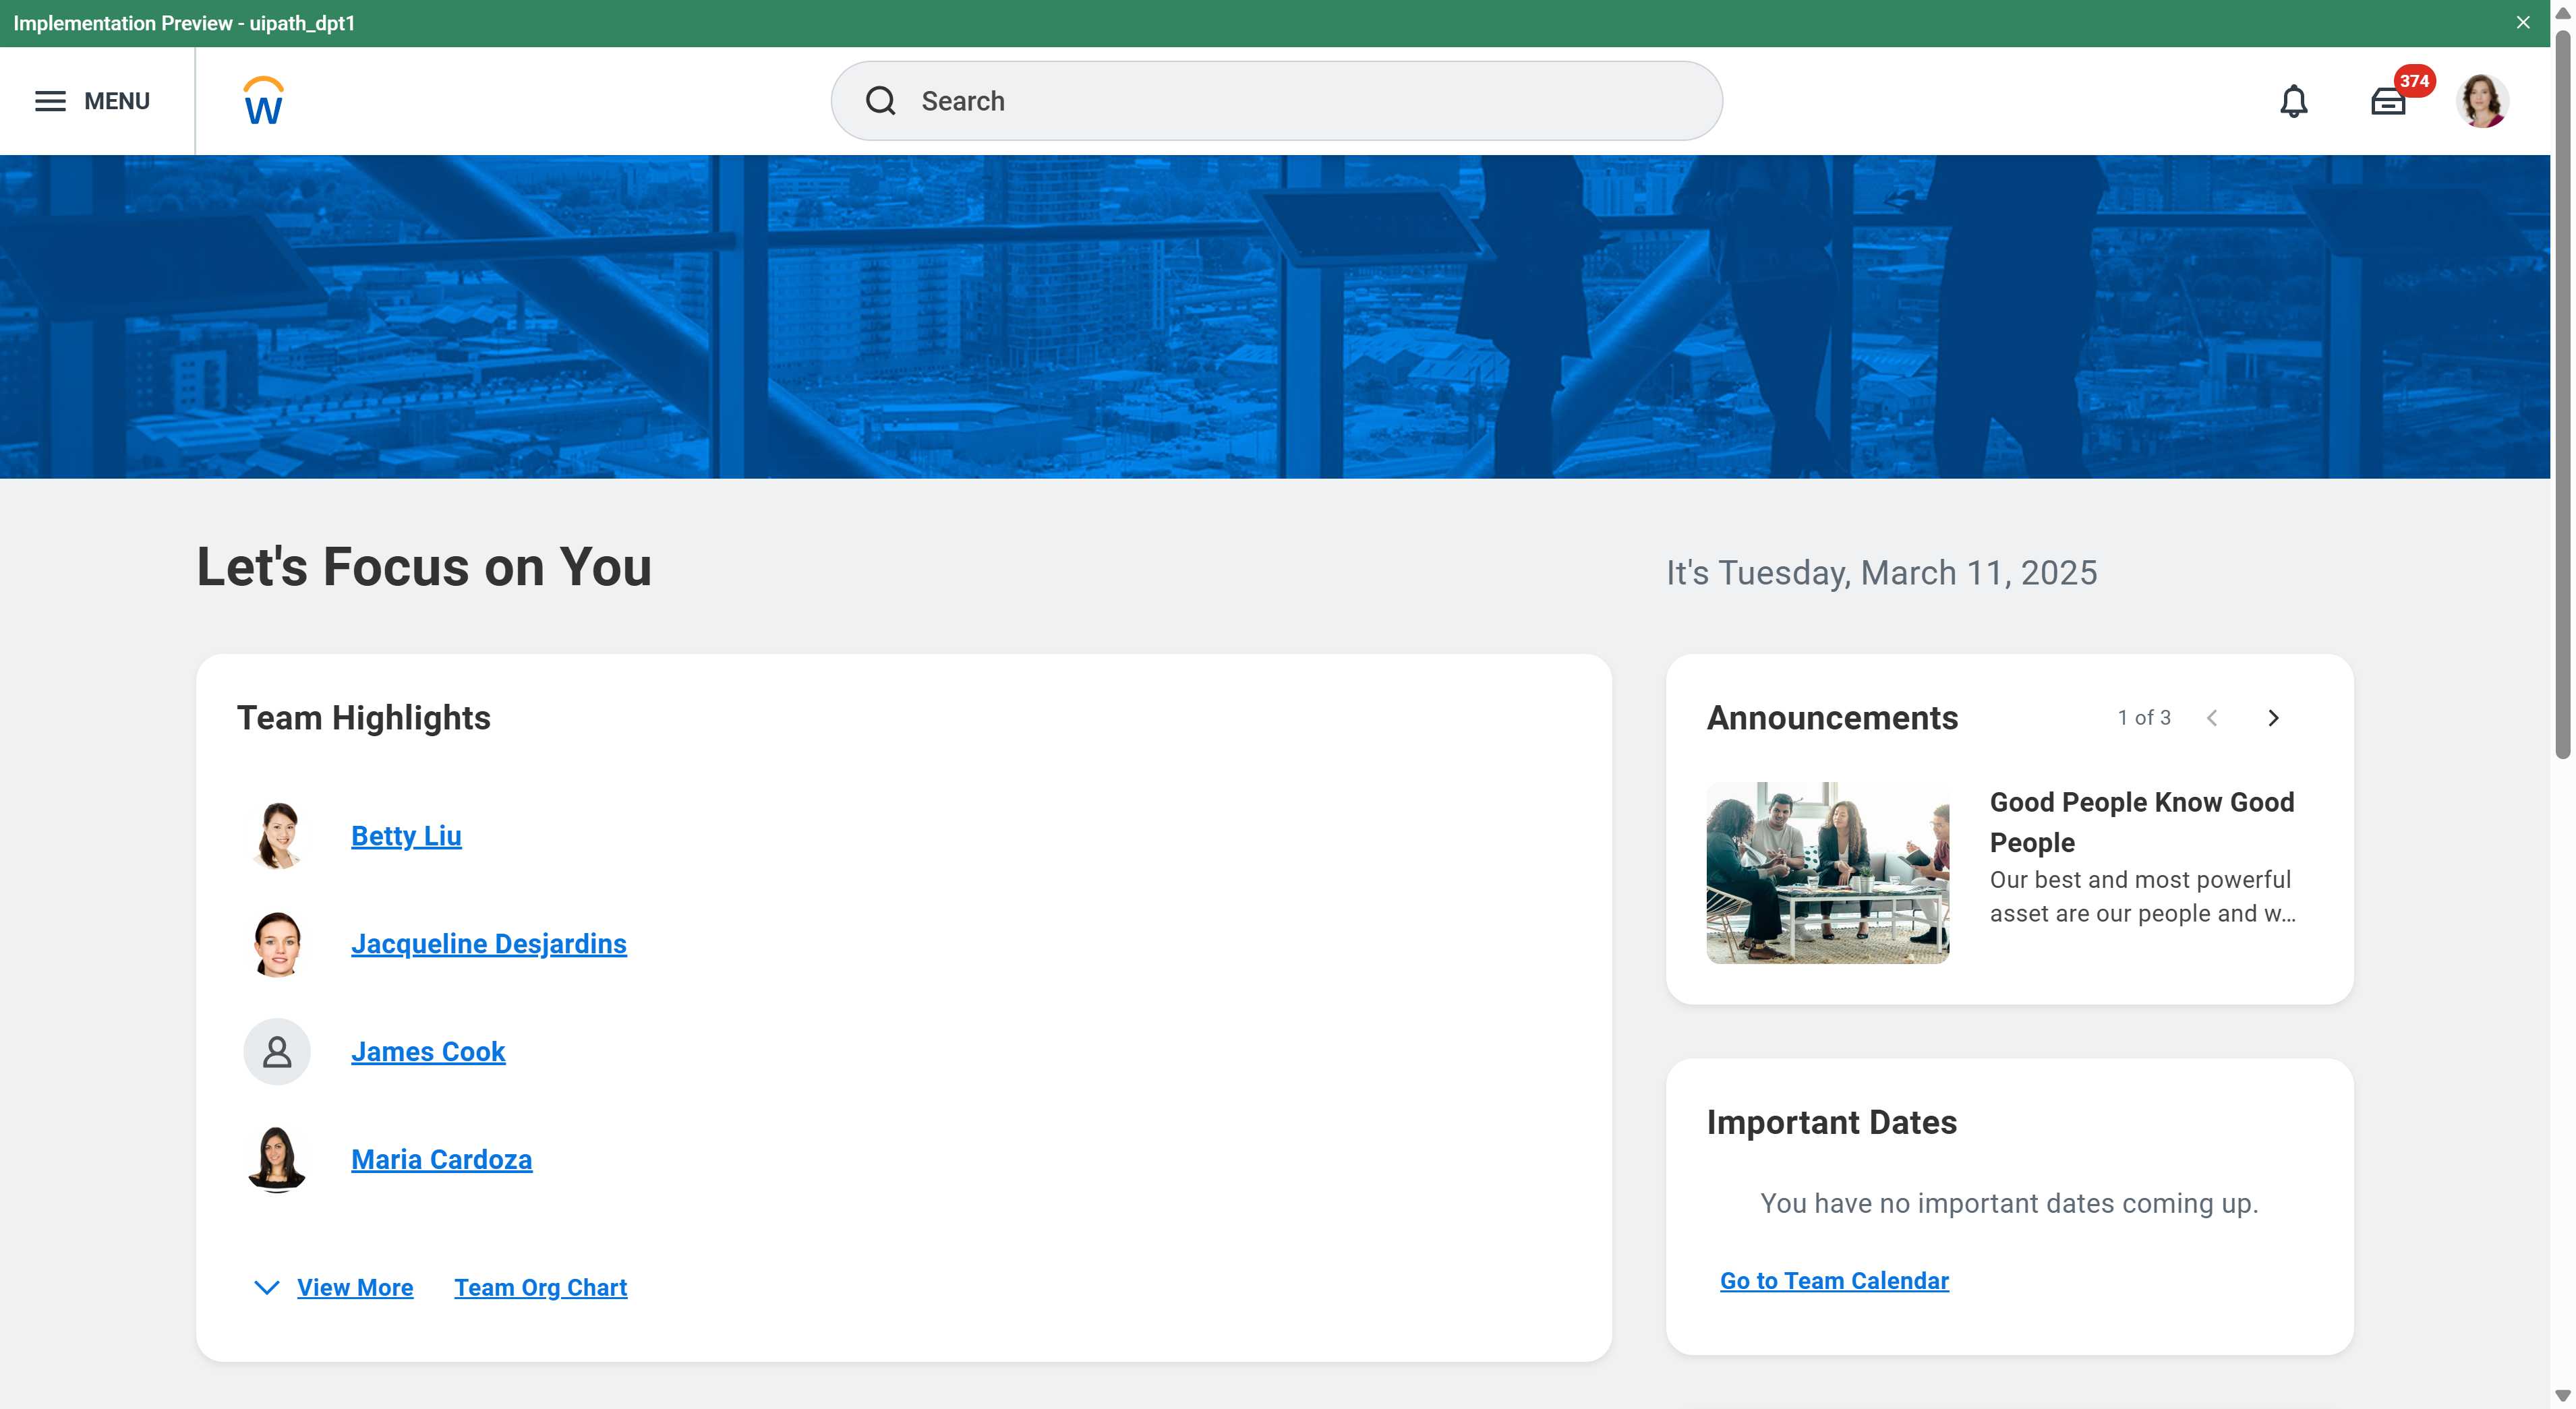 Implementation Preview - uipath_dpt1
MENU
W
Search
374
Let's Focus on You
It's Tuesday, March 11, 2025
Team Highlights
Betty Liu
Jacqueline Desjardins
James Cook
Maria Cardoza
View More
Team Org Chart
Announcements
1 of 3
Good People Know Good
People
Our best and most powerful
asset are our people and w...
Important Dates
You have no important dates coming up.
Go to Team Calendar